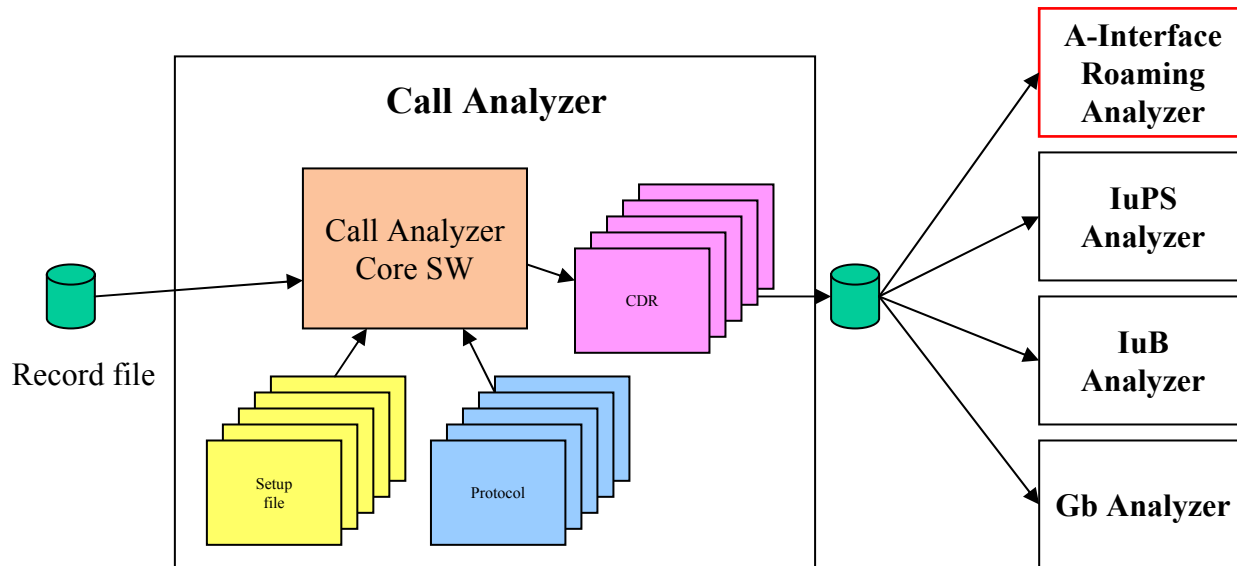 A-Interface
Roaming
Analyzer
Call Analyzer
IuPS
Analyzer
Call Analyzer
Core SW
CDR
Record file
IuB
Analyzer
Setup
file
Protocol
Gb Analyzer